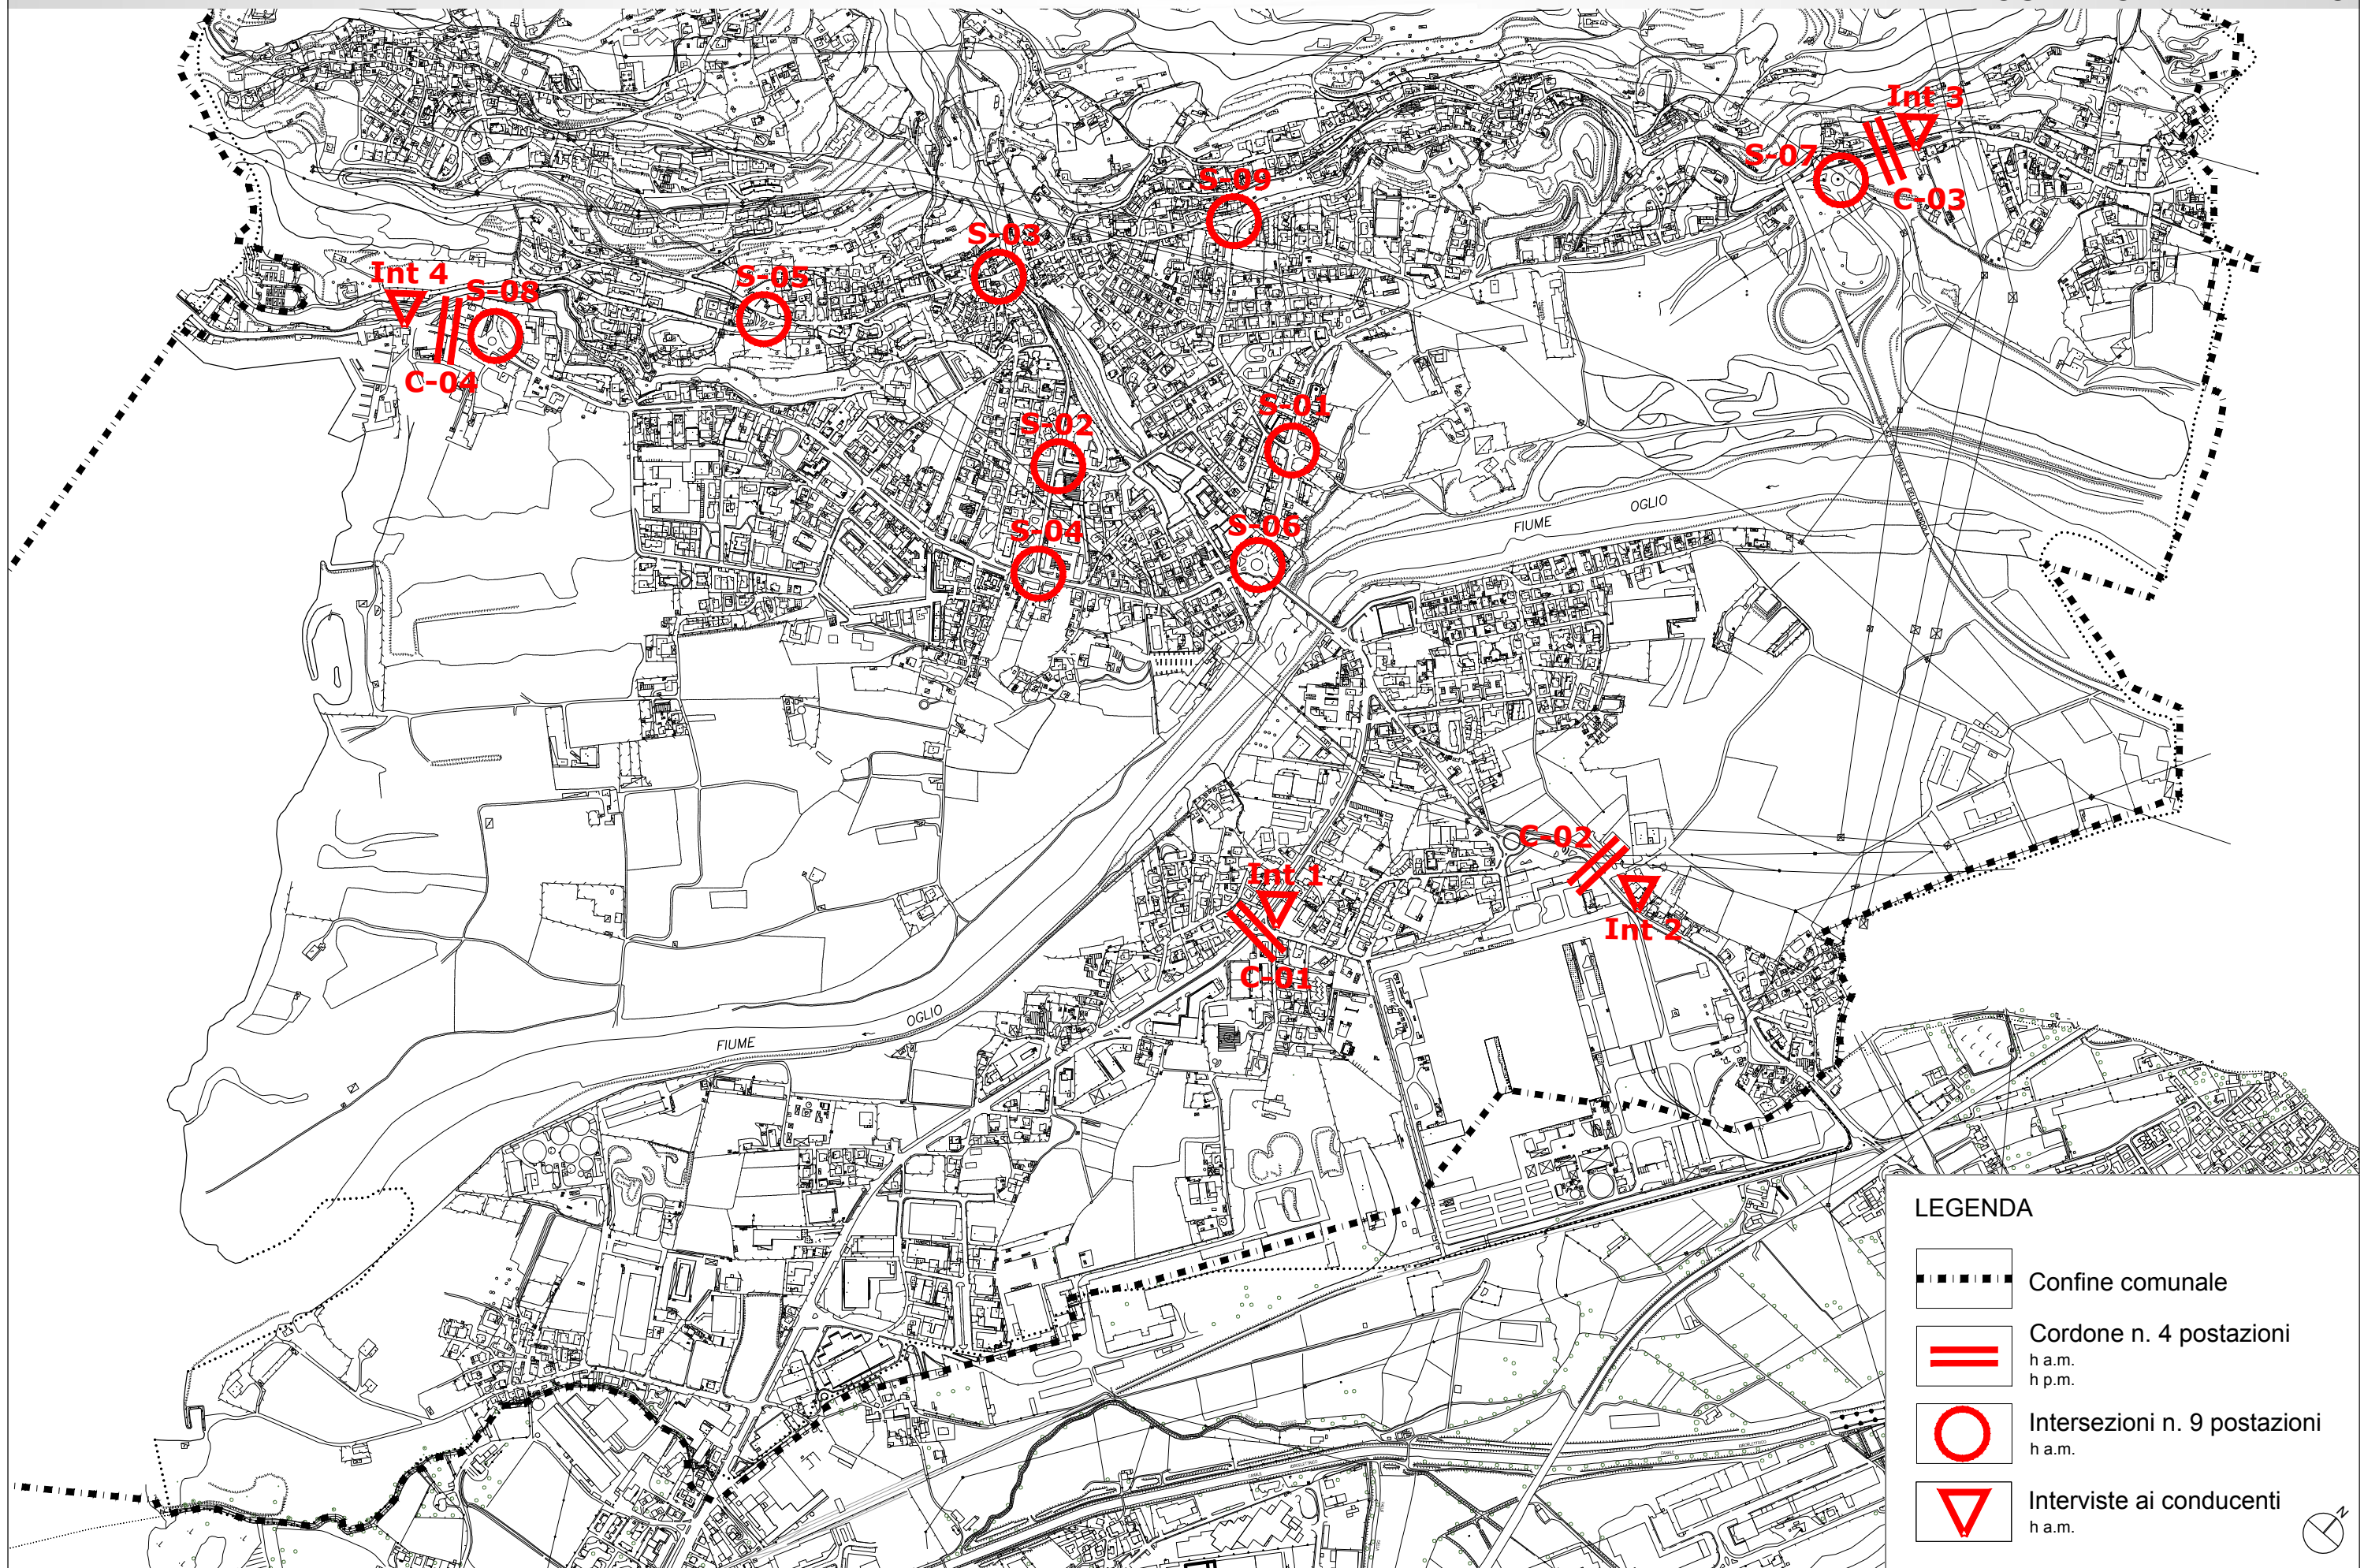 Int 3
S-07
C-03
S-09
S-03
Int 4
S-08
S-05
C-04
S-01
S-02
FIUME OGLIO
S-06
S-04
C-02
Int 1
Int 2
C-01
FIUME OGLIO
LEGENDA
Confine comunale
Cordone n. 4 postazioni
h a.m.
h p.m.
Intersezioni n. 9 postazioni
h a.m.
Interviste ai conducenti
h a.m.
N